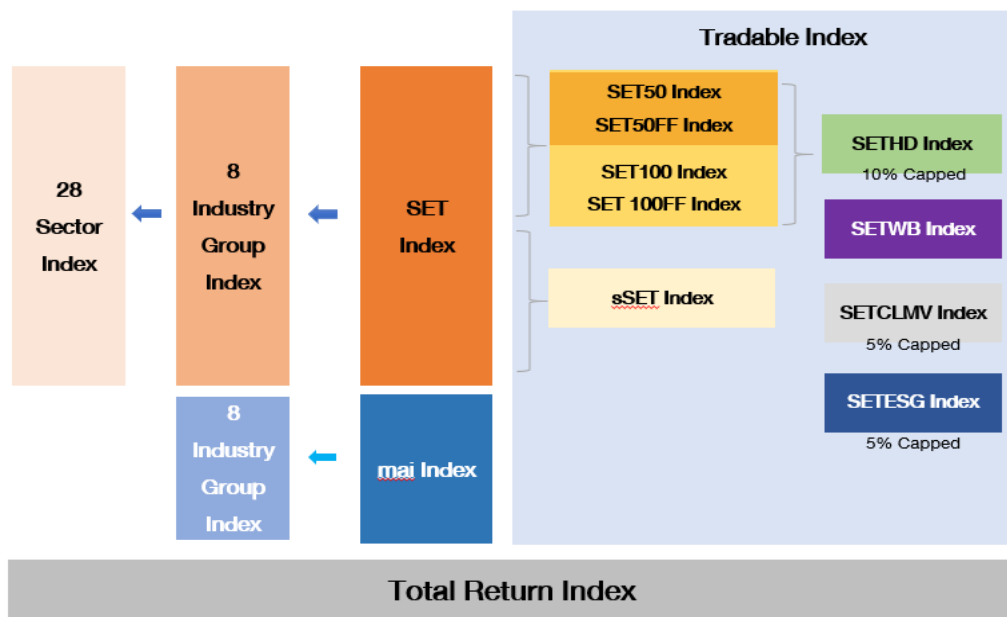 Tradable Index
28
Sector
Index
8
Industry
Group
Index
SET
Index
SET50 Index
SET50FF Index
SET100 Index
SET 100FF Index
sSET Index
SETHD Index
10% Capped
SETWB Index
SETCLMV Index
5% Capped
SETESG Index
5% Capped
8
Industry
Group
Index
mai Index
Total Return Index